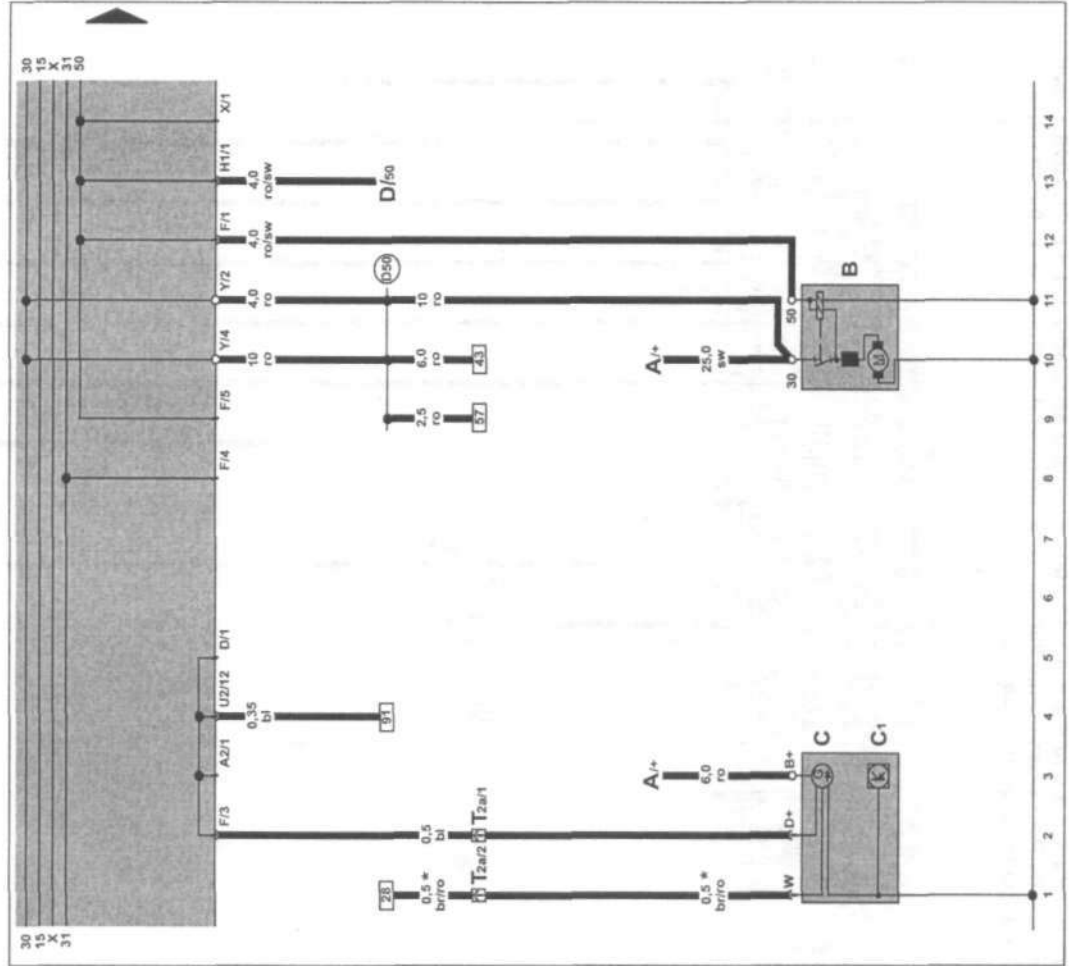 30
15
X
31
50
F/3
A2/1
U2/12
D/1
F/4
F/5
Y/4
Y/2
F/1
H1/1
X/1
0,35
bl
10
ro
4,0
ro
4,0
ro/sw
4,0
ro/sw
28
91
D50
D/50
0,5 *
br/ro
0,5
bl
2,5
ro
6,0
ro
10
ro
T2a/2
T2a/1
57
43
A/+
A/+
0,5 *
br/ro
6,0
ro
25,0
sw
W
D+
B+
30
50
G
C
B
K
C1
M
1
2
3
4
5
6
7
8
9
10
11
12
13
14
30
15
X
31